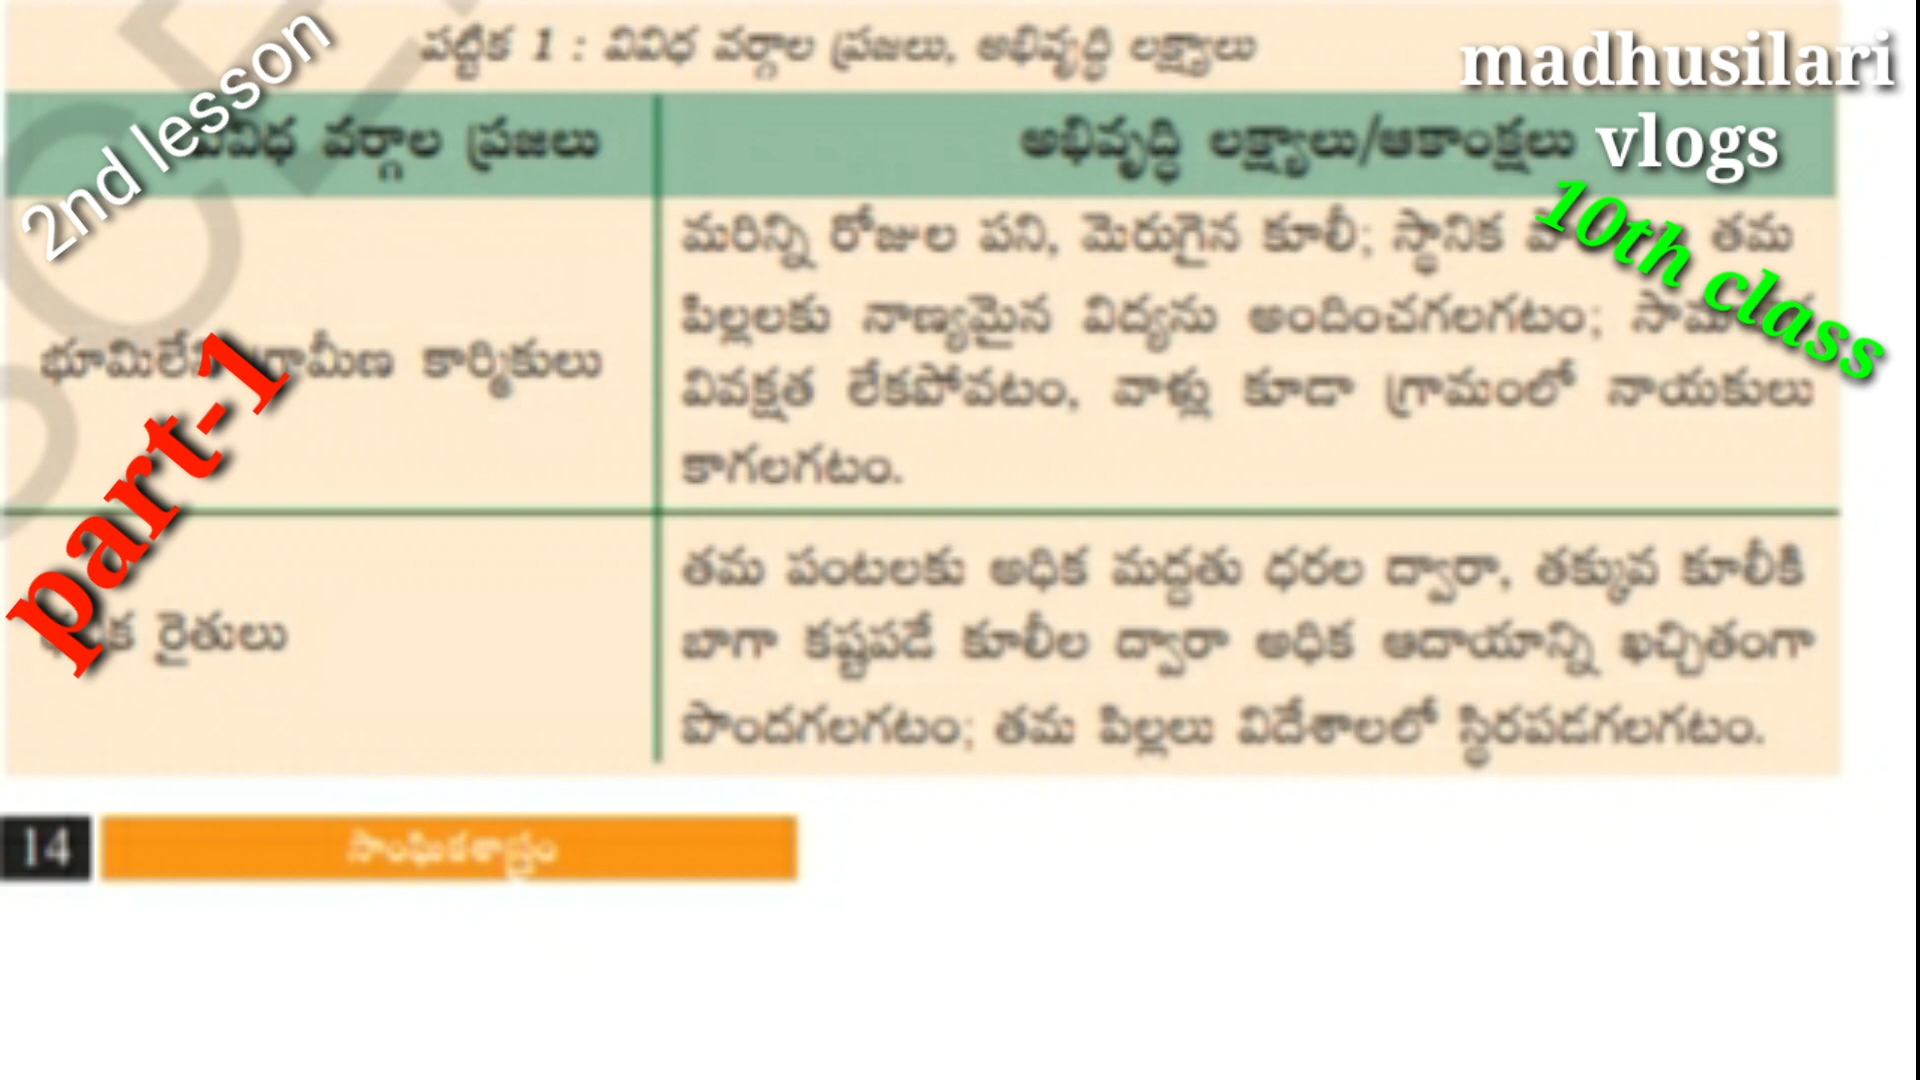 పట్టిక 1 : వివిధ వర్గాల ప్రజలు, అభివృద్ధి లక్ష్యాలు
madhusilari
vlogs
2nd lesson
10th class
part-1
వివిధ వర్గాల ప్రజలు
అభివృద్ధి లక్ష్యాలు/ఆకాంక్షలు
గ్రామీణ కార్మికులు
మరిన్ని రోజుల పని, మెరుగైన కూలీ; స్థానిక తమ
పిల్లలకు నాణ్యమైన విద్యను అందించగలగటం;
వివక్షత లేకపోవటం, వాళ్లు కూడా గ్రామంలో నాయకులు
కాగలగటం.
రైతులు
తమ పంటలకు అధిక మద్దతు ధరల ద్వారా, తక్కువ కూలీకి
బాగా కష్టపడే కూలీల ద్వారా అధిక ఆదాయాన్ని ఖచ్చితంగా
పొందగలగటం; తమ పిల్లలు విదేశాలలో స్థిరపడగలగటం.
14
సాంఘికశాస్త్రం